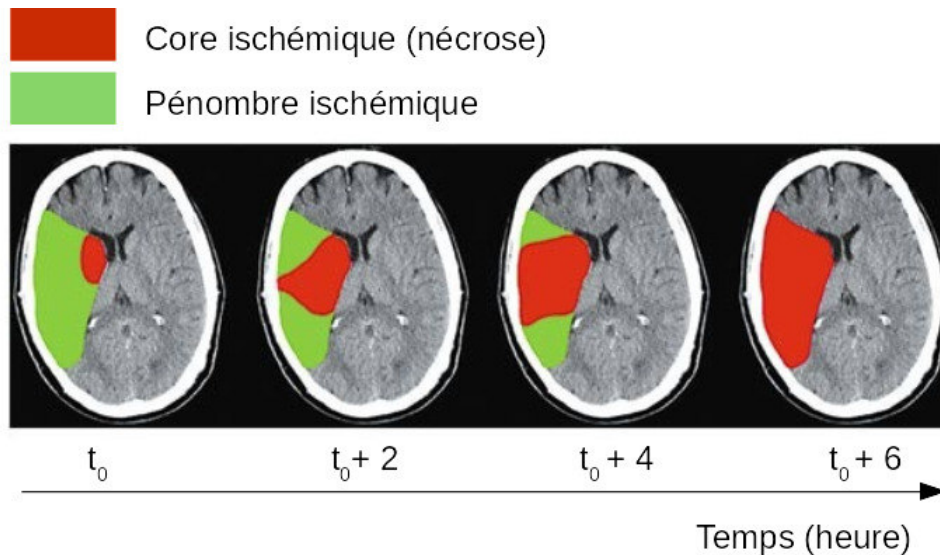 Core ischémique (nécrose)
Pénombre ischémique
t₀ t₀+ 2 t₀+ 4 t₀+ 6
Temps (heure)